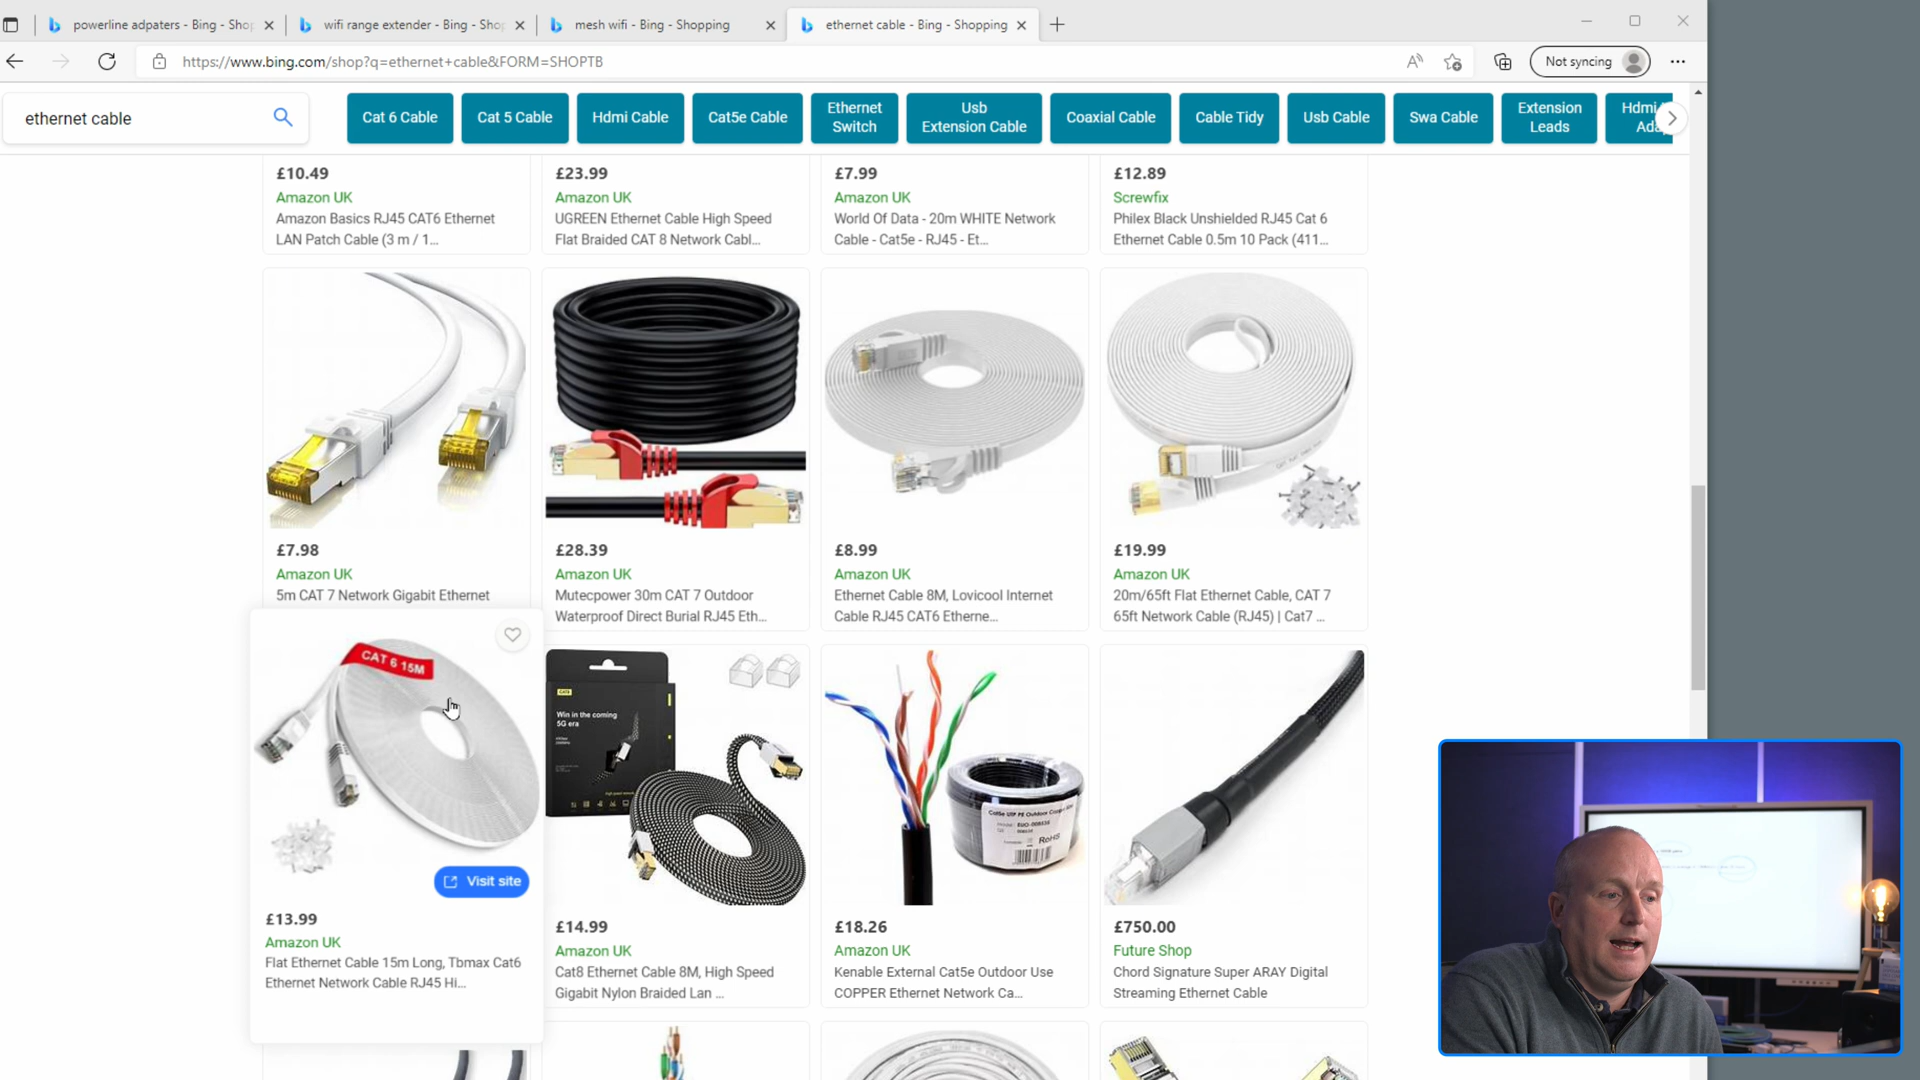 powerline adpaters - Bing - Shop
wifi range extender - Bing - Shop
mesh wifi - Bing - Shopping
ethernet cable - Bing - Shopping
https://www.bing.com/shop?q=ethernet+cable&FORM=SHOPTB
Not syncing
ethernet cable
Cat 6 Cable
Cat 5 Cable
Hdmi Cable
Cat5e Cable
Ethernet
Switch
Usb
Extension Cable
Coaxial Cable
Cable Tidy
Usb Cable
Swa Cable
Extension
Leads
Hdmi
£10.49
Amazon UK
Amazon Basics RJ45 CAT6 Ethernet
LAN Patch Cable (3 m / 1...
£23.99
Amazon UK
UGREEN Ethernet Cable High Speed
Flat Braided CAT 8 Network Cabl...
£7.99
Amazon UK
World Of Data - 20m WHITE Network
Cable - Cat5e - RJ45 - Et...
£12.89
Screwfix
Philex Black Unshielded RJ45 Cat 6
Ethernet Cable 0.5m 10 Pack (411...
£7.98
Amazon UK
5m CAT 7 Network Gigabit Ethernet
£28.39
Amazon UK
Mutecpower 30m CAT 7 Outdoor
Waterproof Direct Burial RJ45 Eth...
£8.99
Amazon UK
Ethernet Cable 8M, Lovicool Internet
Cable RJ45 CAT6 Etherne...
£19.99
Amazon UK
20m/65ft Flat Ethernet Cable, CAT 7
65ft Network Cable (RJ45) | Cat7 ...
CAT 6 15M
Visit site
£13.99
Amazon UK
Flat Ethernet Cable 15m Long, Tbmax Cat6
Ethernet Network Cable RJ45 Hi...
Win in the coming
5G era
£14.99
Amazon UK
Cat8 Ethernet Cable 8M, High Speed
Gigabit Nylon Braided Lan ...
RoHS
£18.26
Amazon UK
Kenable External Cat5e Outdoor Use
COPPER Ethernet Network Ca...
£750.00
Future Shop
Chord Signature Super ARAY Digital
Streaming Ethernet Cable